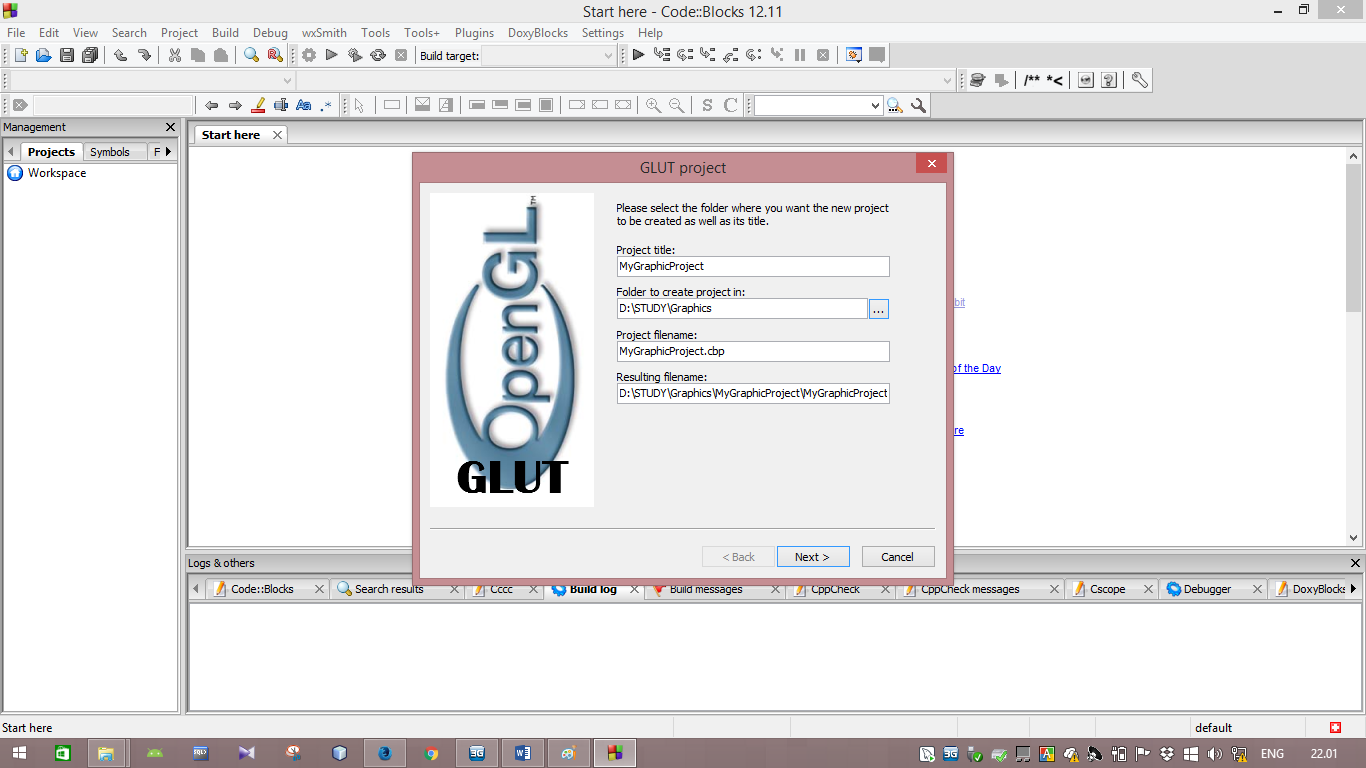 Start here - Code::Blocks 12.11
File Edit View Search Project Build Debug wxSmith Tools Tools+ Plugins DoxyBlocks Settings Help
Build target:
/** *<
Aa .*
S C
Management
Projects Symbols F
Workspace
Start here
GLUT project
OpenGL
TM
GLUT
Please select the folder where you want the new project
to be created as well as its title.
Project title:
MyGraphicProject
Folder to create project in:
D:\STUDY\Graphics
...
Project filename:
MyGraphicProject.cbp
Resulting filename:
D:\STUDY\Graphics\MyGraphicProject\MyGraphicProject
< Back Next > Cancel
bit
of the Day
re
Logs & others
Code::Blocks Search results Cccc Build log Build messages CppCheck CppCheck messages Cscope Debugger DoxyBlocks
Start here
default
ENG 22.01